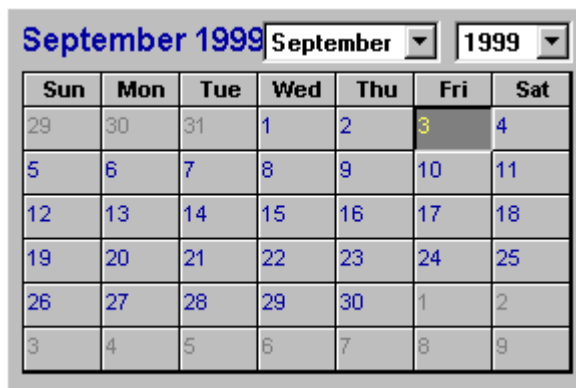 September 1999 September 1999
Sun Mon Tue Wed Thu Fri Sat
29 30 31 1 2 3 4
5 6 7 8 9 10 11
12 13 14 15 16 17 18
19 20 21 22 23 24 25
26 27 28 29 30 1 2
3 4 5 6 7 8 9